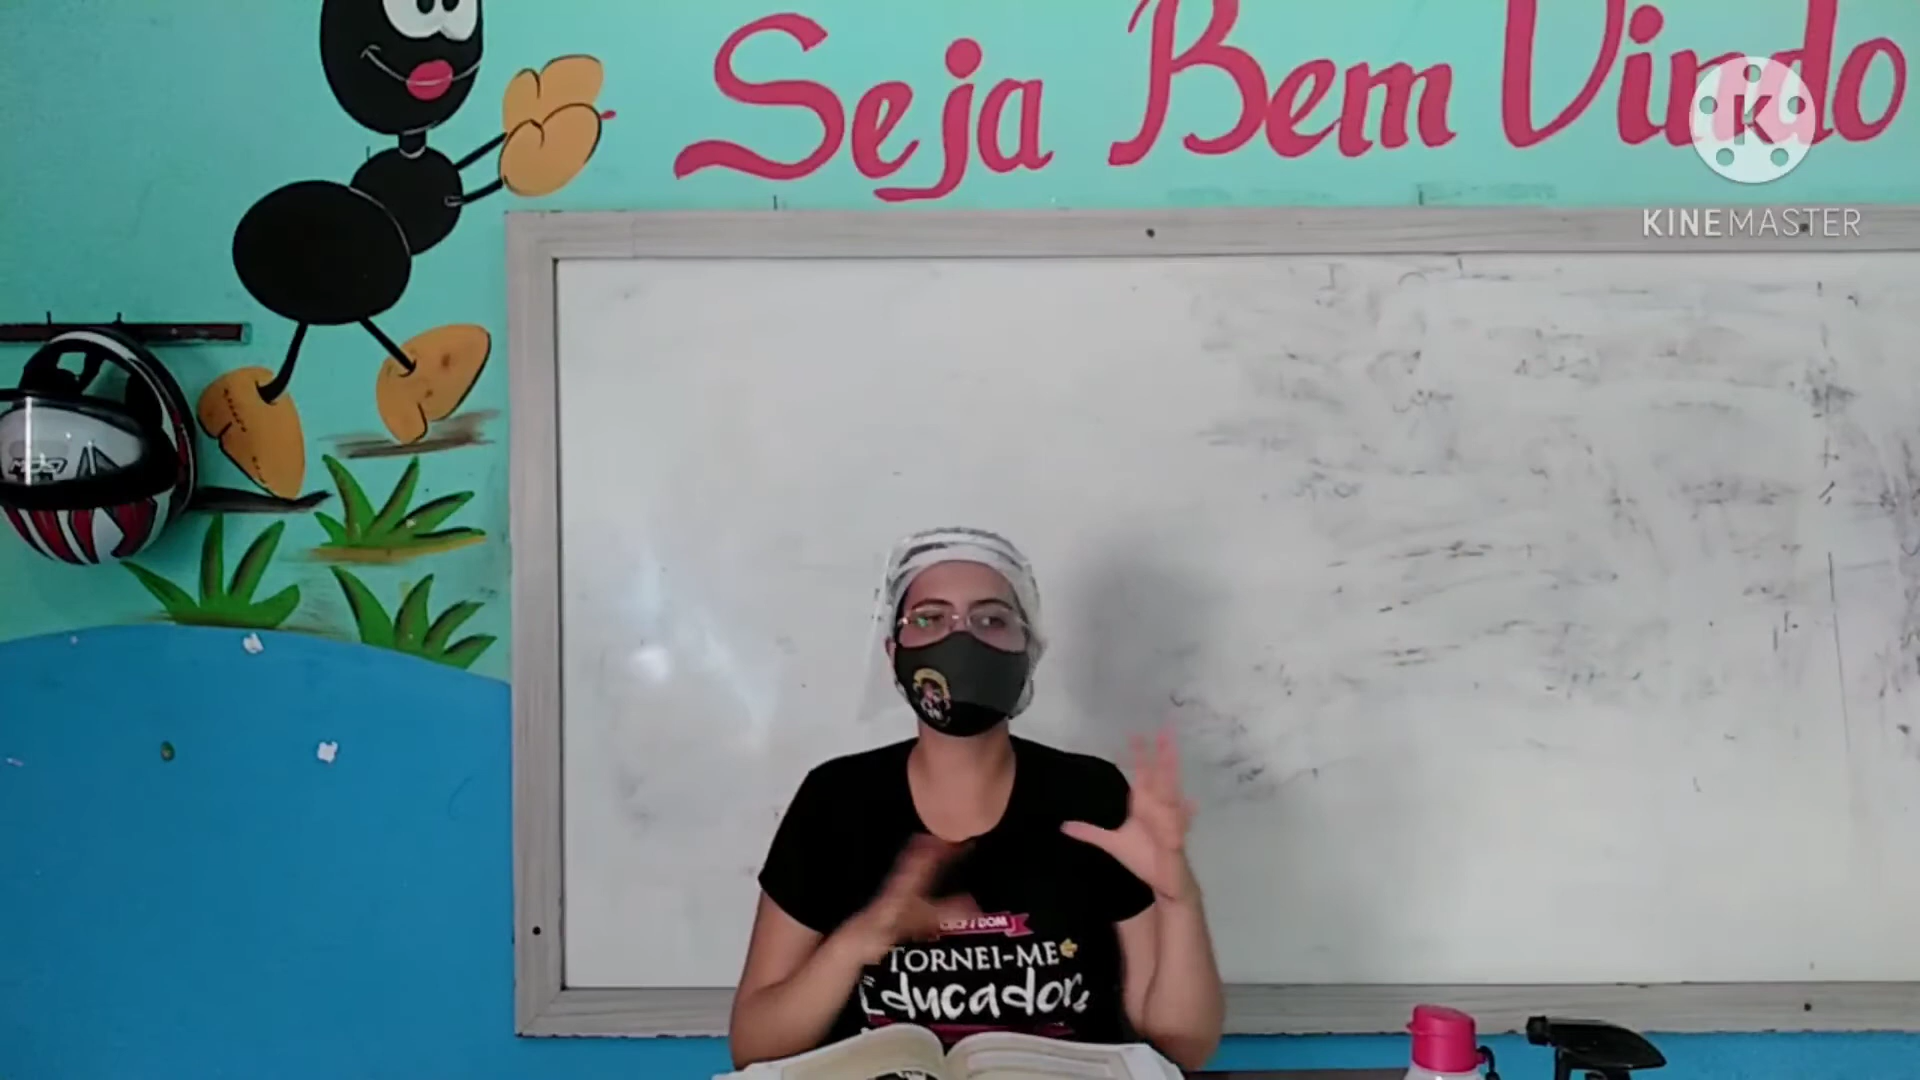 Seja Bem Vindo
K
KINEMASTER
TORNEI-ME
Educadora